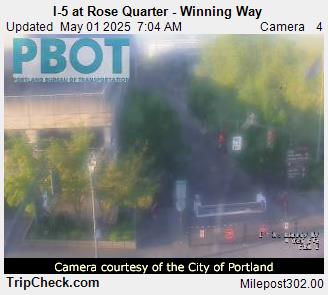 I-5 at Rose Quarter - Winning Way
Updated May 01 2025 7:04 AM Camera 4
PBOT
PORTLAND BUREAU OF TRANSPORTATION
Camera courtesy of the City of Portland
TripCheck.com Milepost302.00